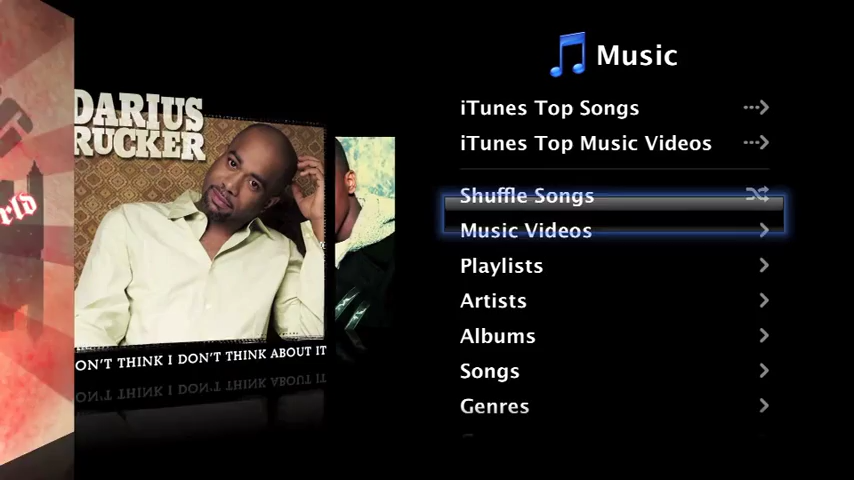 Music
iTunes Top Songs
iTunes Top Music Videos
Shuffle Songs
Music Videos
Playlists
Artists
Albums
Songs
Genres
DARIUS
RUCKER
ON'T THINK I DON'T THINK ABOUT IT
rld